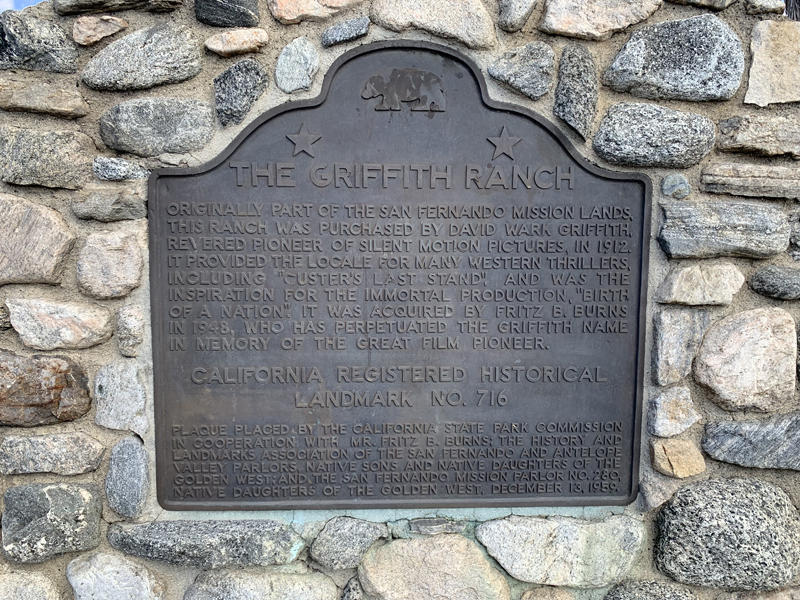 THE GRIFFITH RANCH
ORIGINALLY PART OF THE SAN FERNANDO MISSION LANDS,
THIS RANCH WAS PURCHASED BY DAVID WARK GRIFFITH,
REVERED PIONEER OF SILENT MOTION PICTURES, IN 1912.
IT PROVIDED THE LOCALE FOR MANY WESTERN THRILLERS,
INCLUDING "CUSTER'S LAST STAND", AND WAS THE
INSPIRATION FOR THE IMMORTAL PRODUCTION, "BIRTH
OF A NATION". IT WAS ACQUIRED BY FRITZ B. BURNS
IN 1948, WHO HAS PERPETUATED THE GRIFFITH NAME
IN MEMORY OF THE GREAT FILM PIONEER.
CALIFORNIA REGISTERED HISTORICAL
LANDMARK NO. 716
PLAQUE PLACED BY THE CALIFORNIA STATE PARK COMMISSION
IN COOPERATION WITH MR. FRITZ B. BURNS; THE HISTORY AND
LANDMARKS ASSOCIATION OF THE SAN FERNANDO AND ANTELOPE
VALLEY PARLORS, NATIVE SONS AND NATIVE DAUGHTERS OF THE
GOLDEN WEST; AND THE SAN FERNANDO MISSION PARLOR NO. 280,
NATIVE DAUGHTERS OF THE GOLDEN WEST, DECEMBER 13, 1959.